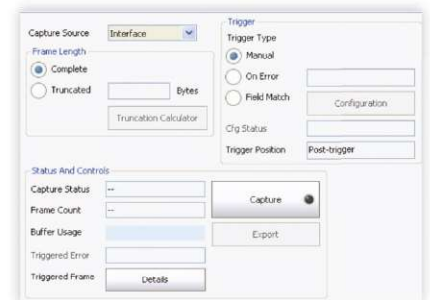 Capture Source Interface
Frame Length
Complete
Truncated Bytes
Truncation Calculator
Trigger
Trigger Type
Manual
On Error
Field Match Configuration
Cfg Status
Trigger Position Post-trigger
Status And Controls
Capture Status --
Frame Count --
Buffer Usage
Triggered Error
Triggered Frame Details
Capture
Export